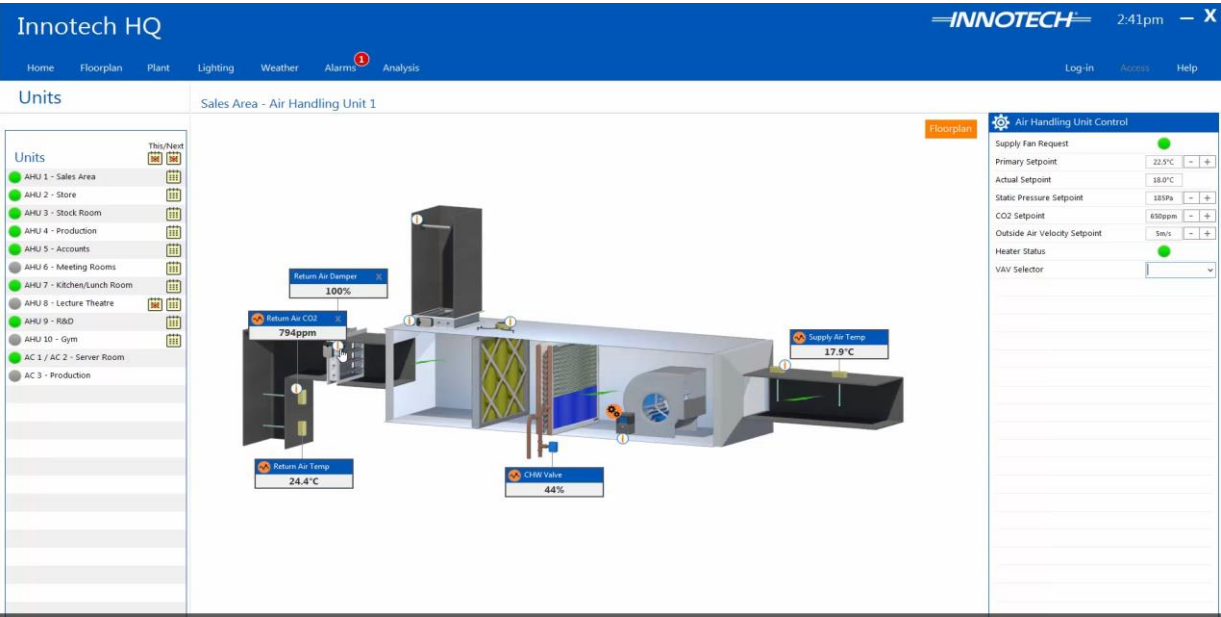 Innotech HQ
INNOTECH
2:41pm
X
Home Floorplan Plant Lighting Weather Alarms 1 Analysis
Log-in Access Help
Units
Sales Area - Air Handling Unit 1
Floorplan
Units
This/Next
AHU 1 - Sales Area
AHU 2 - Store
AHU 3 - Stock Room
AHU 4 - Production
AHU 5 - Accounts
AHU 6 - Meeting Rooms
AHU 7 - Kitchen/Lunch Room
AHU 8 - Lecture Theatre
AHU 9 - R&D
AHU 10 - Gym
AC 1 / AC 2 - Server Room
AC 3 - Production
Return Air Damper X
100%
Return Air CO2 X
794ppm
Supply Air Temp
17.9°C
Return Air Temp
24.4°C
CHW Valve
44%
Air Handling Unit Control
Supply Fan Request
Primary Setpoint 22.5°C - +
Actual Setpoint 18.0°C
Static Pressure Setpoint 185Pa - +
CO2 Setpoint 650ppm - +
Outside Air Velocity Setpoint 5m/s - +
Heater Status
VAV Selector